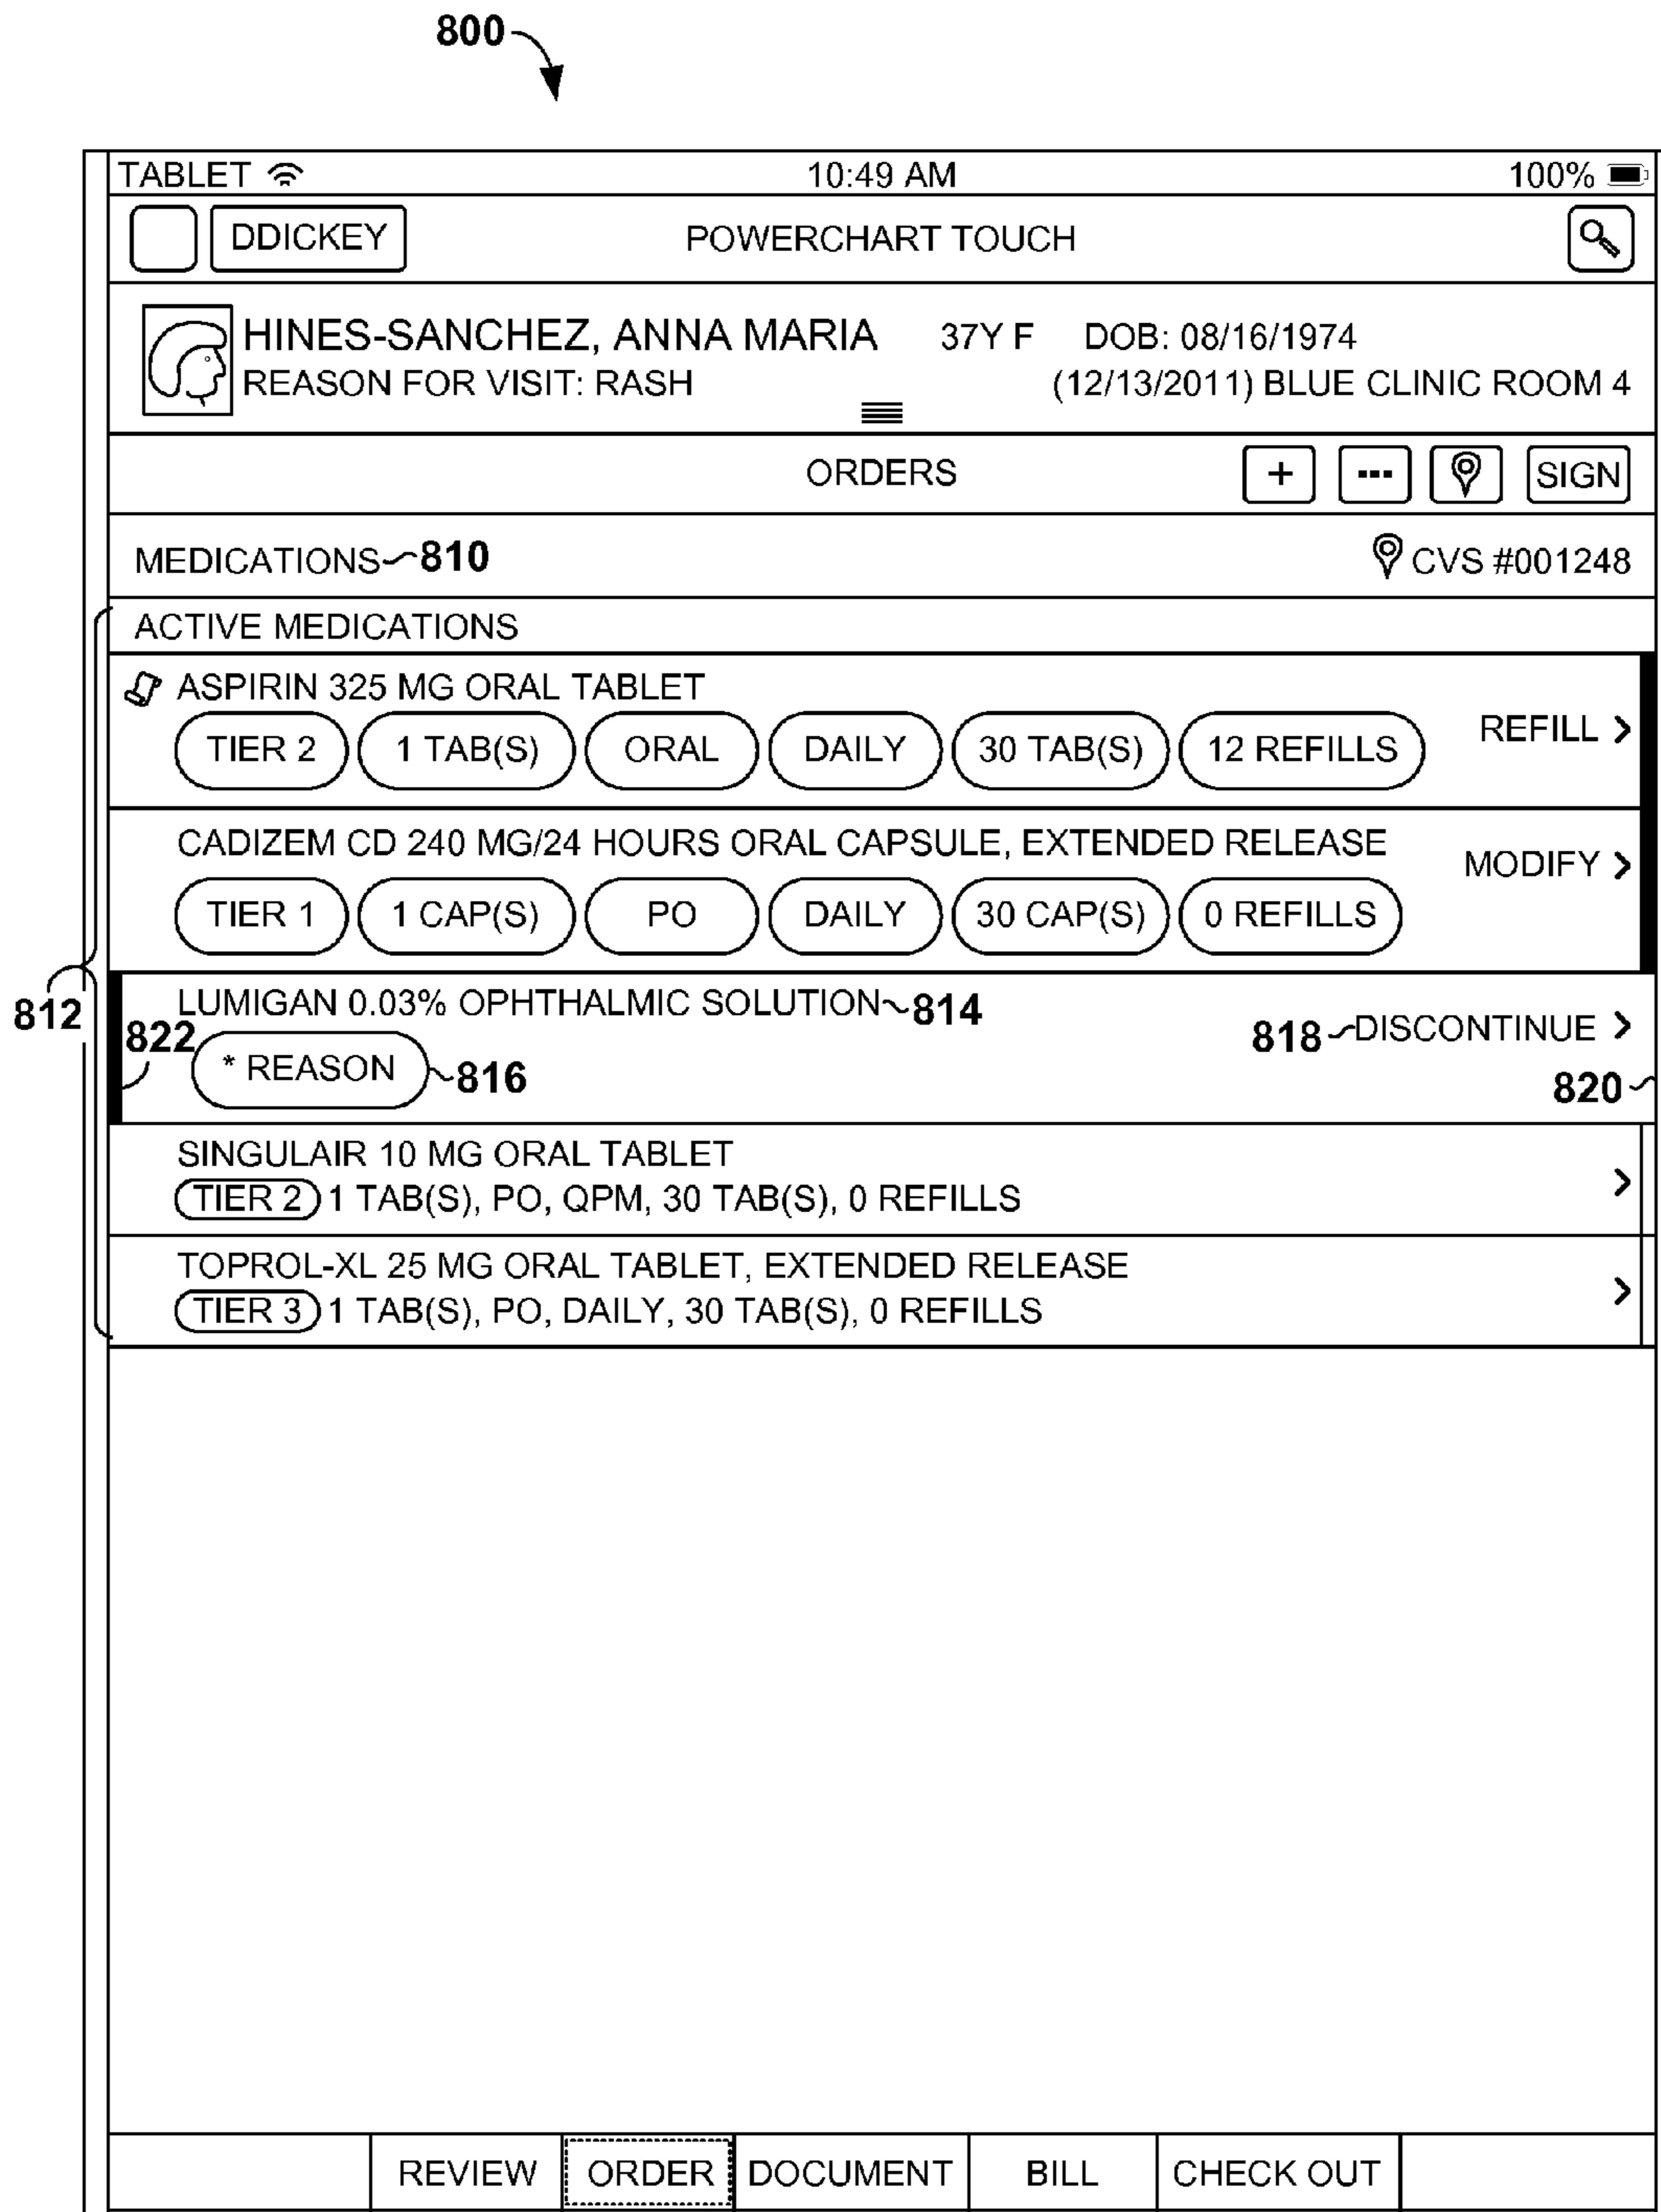 800
TABLET 10:49 AM 100%
DDICKEY POWERCHART TOUCH
HINES-SANCHEZ, ANNA MARIA 37Y F DOB: 08/16/1974
REASON FOR VISIT: RASH (12/13/2011) BLUE CLINIC ROOM 4
ORDERS + ... SIGN
MEDICATIONS 810 CVS #001248
ACTIVE MEDICATIONS
ASPIRIN 325 MG ORAL TABLET
TIER 2 1 TAB(S) ORAL DAILY 30 TAB(S) 12 REFILLS REFILL >
CADIZEM CD 240 MG/24 HOURS ORAL CAPSULE, EXTENDED RELEASE
TIER 1 1 CAP(S) PO DAILY 30 CAP(S) 0 REFILLS MODIFY >
812
LUMIGAN 0.03% OPHTHALMIC SOLUTION 814
822 * REASON 816 818 DISCONTINUE >
820
SINGULAIR 10 MG ORAL TABLET
TIER 2 1 TAB(S), PO, QPM, 30 TAB(S), 0 REFILLS >
TOPROL-XL 25 MG ORAL TABLET, EXTENDED RELEASE
TIER 3 1 TAB(S), PO, DAILY, 30 TAB(S), 0 REFILLS >
REVIEW ORDER DOCUMENT BILL CHECK OUT